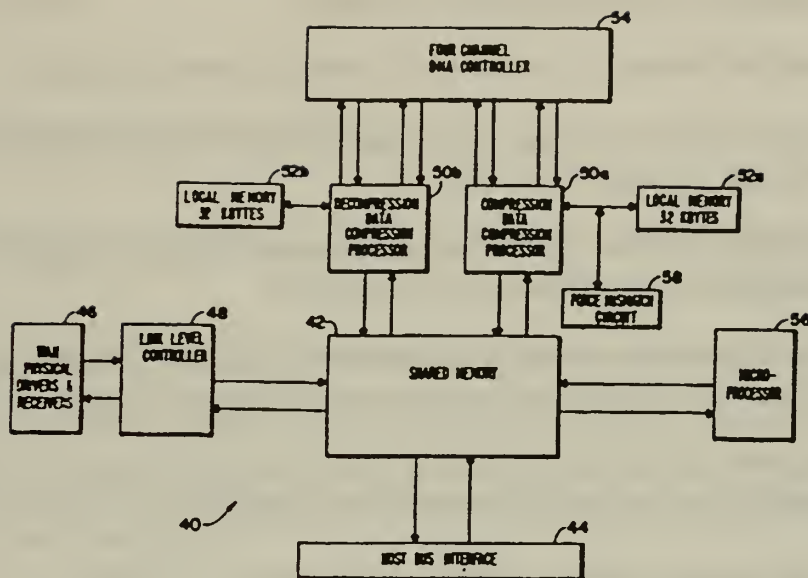 54
FOUR CHANNEL
DMA CONTROLLER
52b
LOCAL MEMORY
32 KBYTES
50b
DECOMPRESSION
DATA
COMPRESSION
PROCESSOR
50a
COMPRESSION
DATA
COMPRESSION
PROCESSOR
52a
LOCAL MEMORY
32 KBYTES
58
FORCE MISMATCH
CIRCUIT
46
WAN
PHYSICAL
DRIVERS &
RECEIVERS
48
LINK LEVEL
CONTROLLER
42
SHARED MEMORY
56
MICRO-
PROCESSOR
40
44
HOST BUS INTERFACE